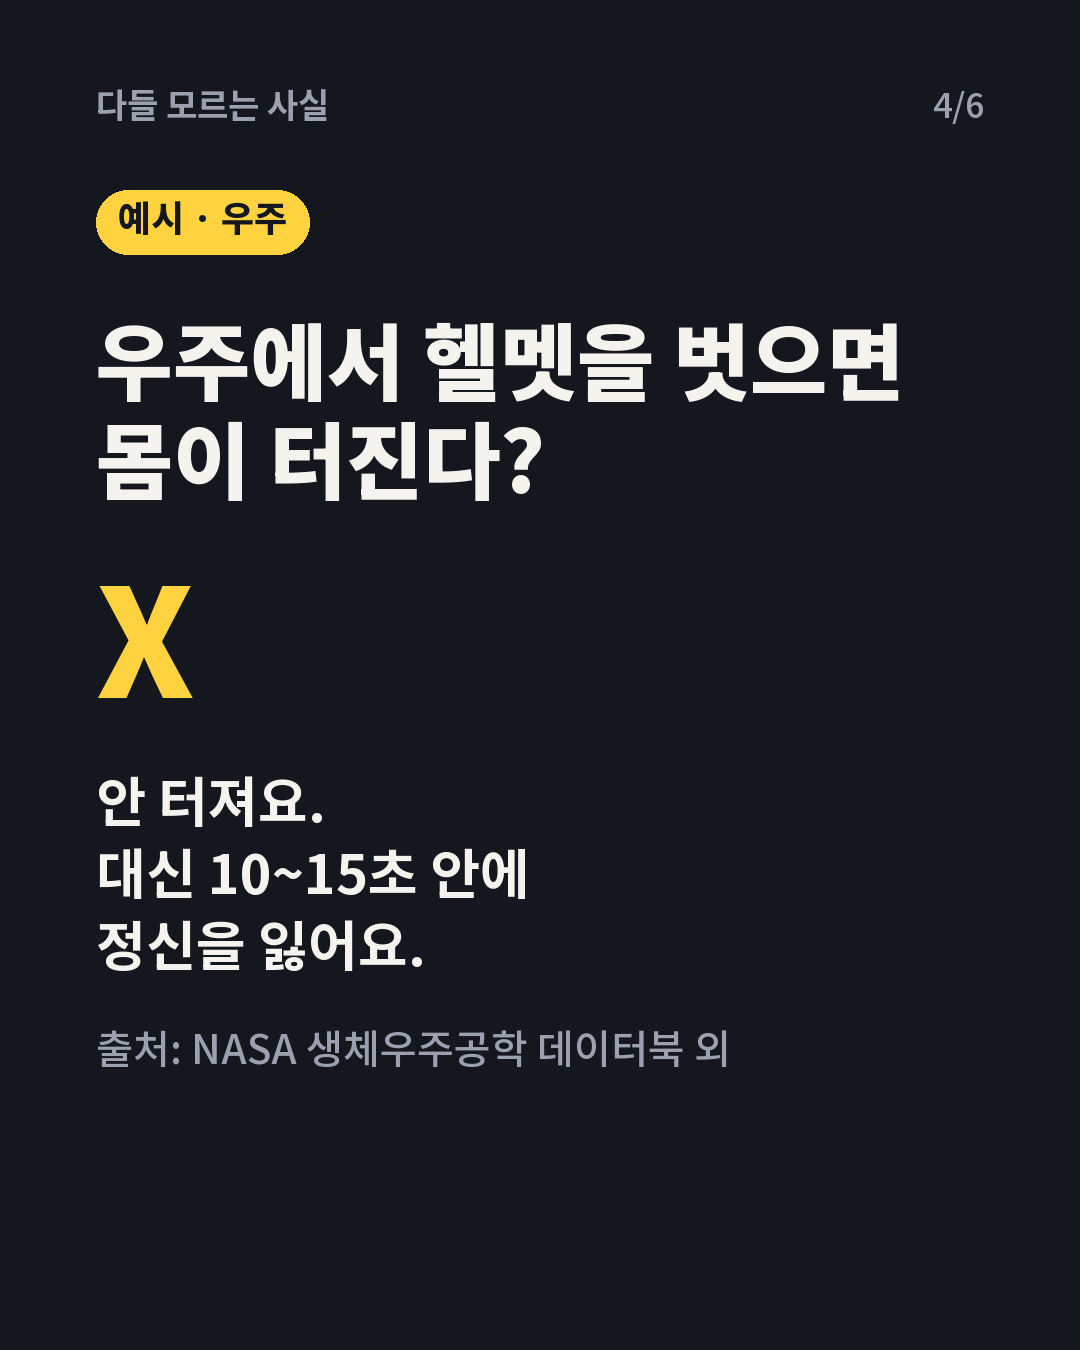 다들 모르는 사실
4/6
예시 · 우주
우주에서 헬멧을 벗으면
몸이 터진다?
X
안 터져요.
대신 10~15초 안에
정신을 잃어요.
출처: NASA 생체우주공학 데이터북 외